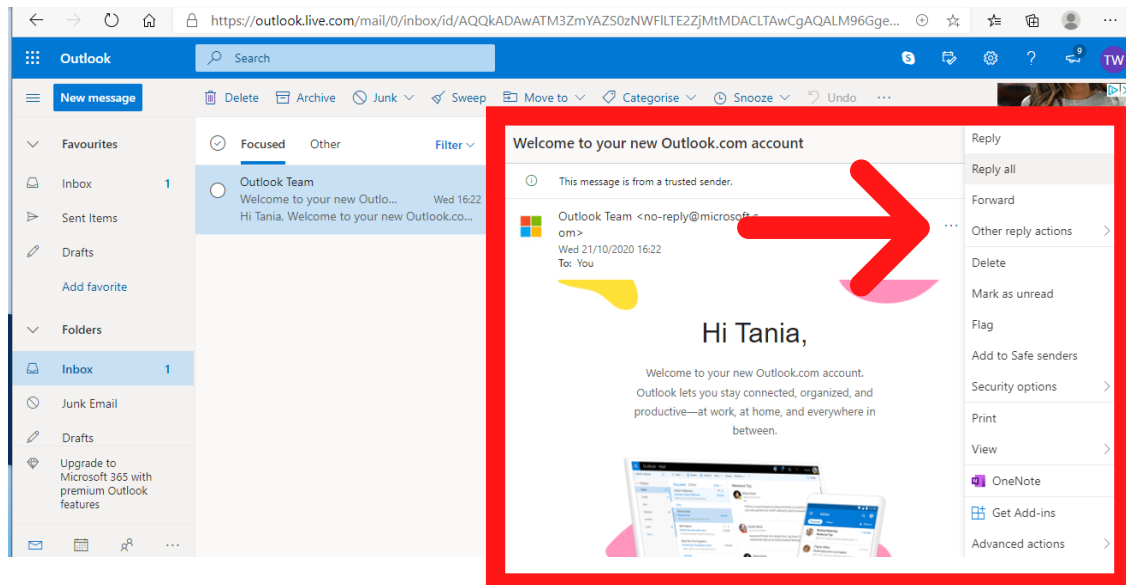 https://outlook.live.com/mail/0/inbox/id/AQQkADAwATM3ZmYAZS0zNWFlLTE2ZjMtMDACLTAwCgAQALM96Gge...
Outlook
Search
9
TW
New message
Delete
Archive
Junk
Sweep
Move to
Categorise
Snooze
Undo
Favourites
Inbox 1
Sent Items
Drafts
Add favorite
Folders
Inbox 1
Junk Email
Drafts
Upgrade to
Microsoft 365 with
premium Outlook
features
Focused Other Filter
Outlook Team
Welcome to your new Outlo... Wed 16:22
Hi Tania, Welcome to your new Outlook.co...
Welcome to your new Outlook.com account
This message is from a trusted sender.
Outlook Team <no-reply@microsoft.c
om>
Wed 21/10/2020 16:22
To: You
Hi Tania,
Welcome to your new Outlook.com account.
Outlook lets you stay connected, organized, and
productive—at work, at home, and everywhere in
between.
Reply
Reply all
Forward
Other reply actions
Delete
Mark as unread
Flag
Add to Safe senders
Security options
Print
View
OneNote
Get Add-ins
Advanced actions